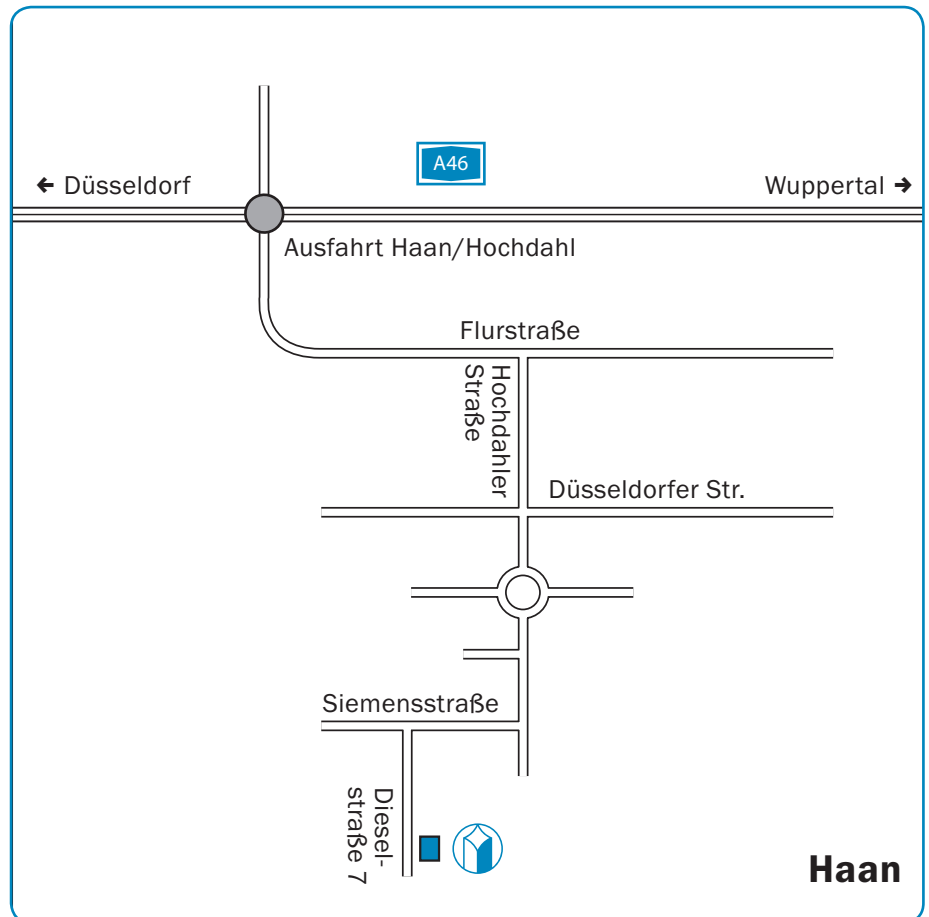 A46
← Düsseldorf
Wuppertal →
Ausfahrt Haan/Hochdahl
Flurstraße
Hochdahler
Straße
Düsseldorfer Str.
Siemensstraße
Diesel-
straße 7
Haan